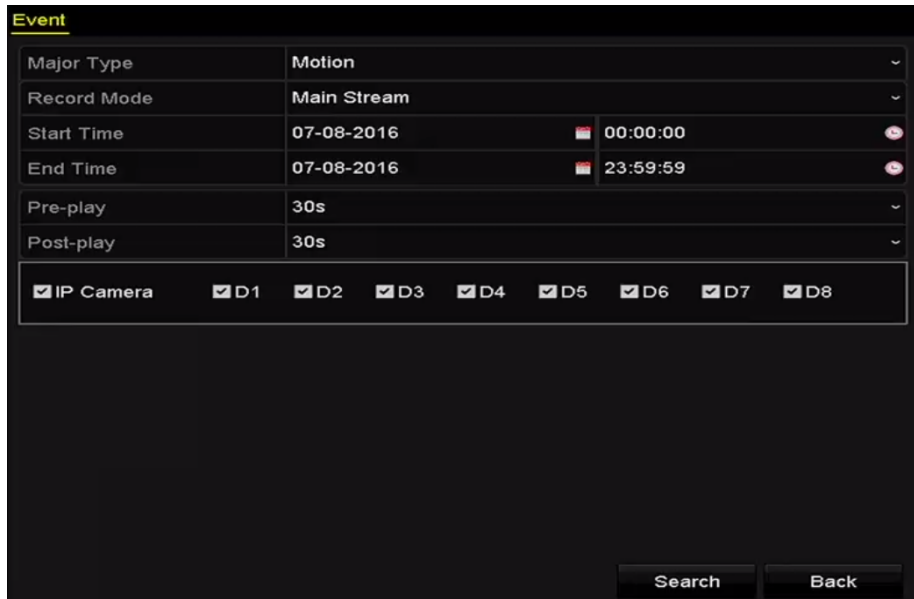 Event
Major Type Motion
Record Mode Main Stream
Start Time 07-08-2016 00:00:00
End Time 07-08-2016 23:59:59
Pre-play 30s
Post-play 30s
IP Camera D1 D2 D3 D4 D5 D6 D7 D8
Search Back